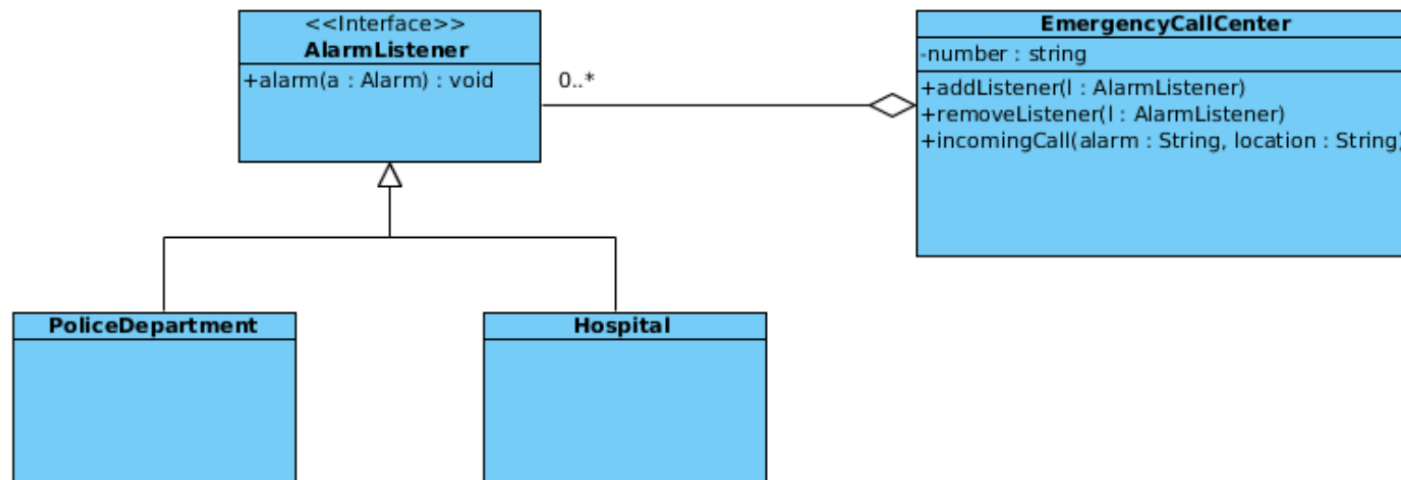 <<Interface>>
AlarmListener
+alarm(a : Alarm) : void
0..*
EmergencyCallCenter
-number : string
+addListener(l : AlarmListener)
+removeListener(l : AlarmListener)
+incomingCall(alarm : String, location : String)
PoliceDepartment
Hospital